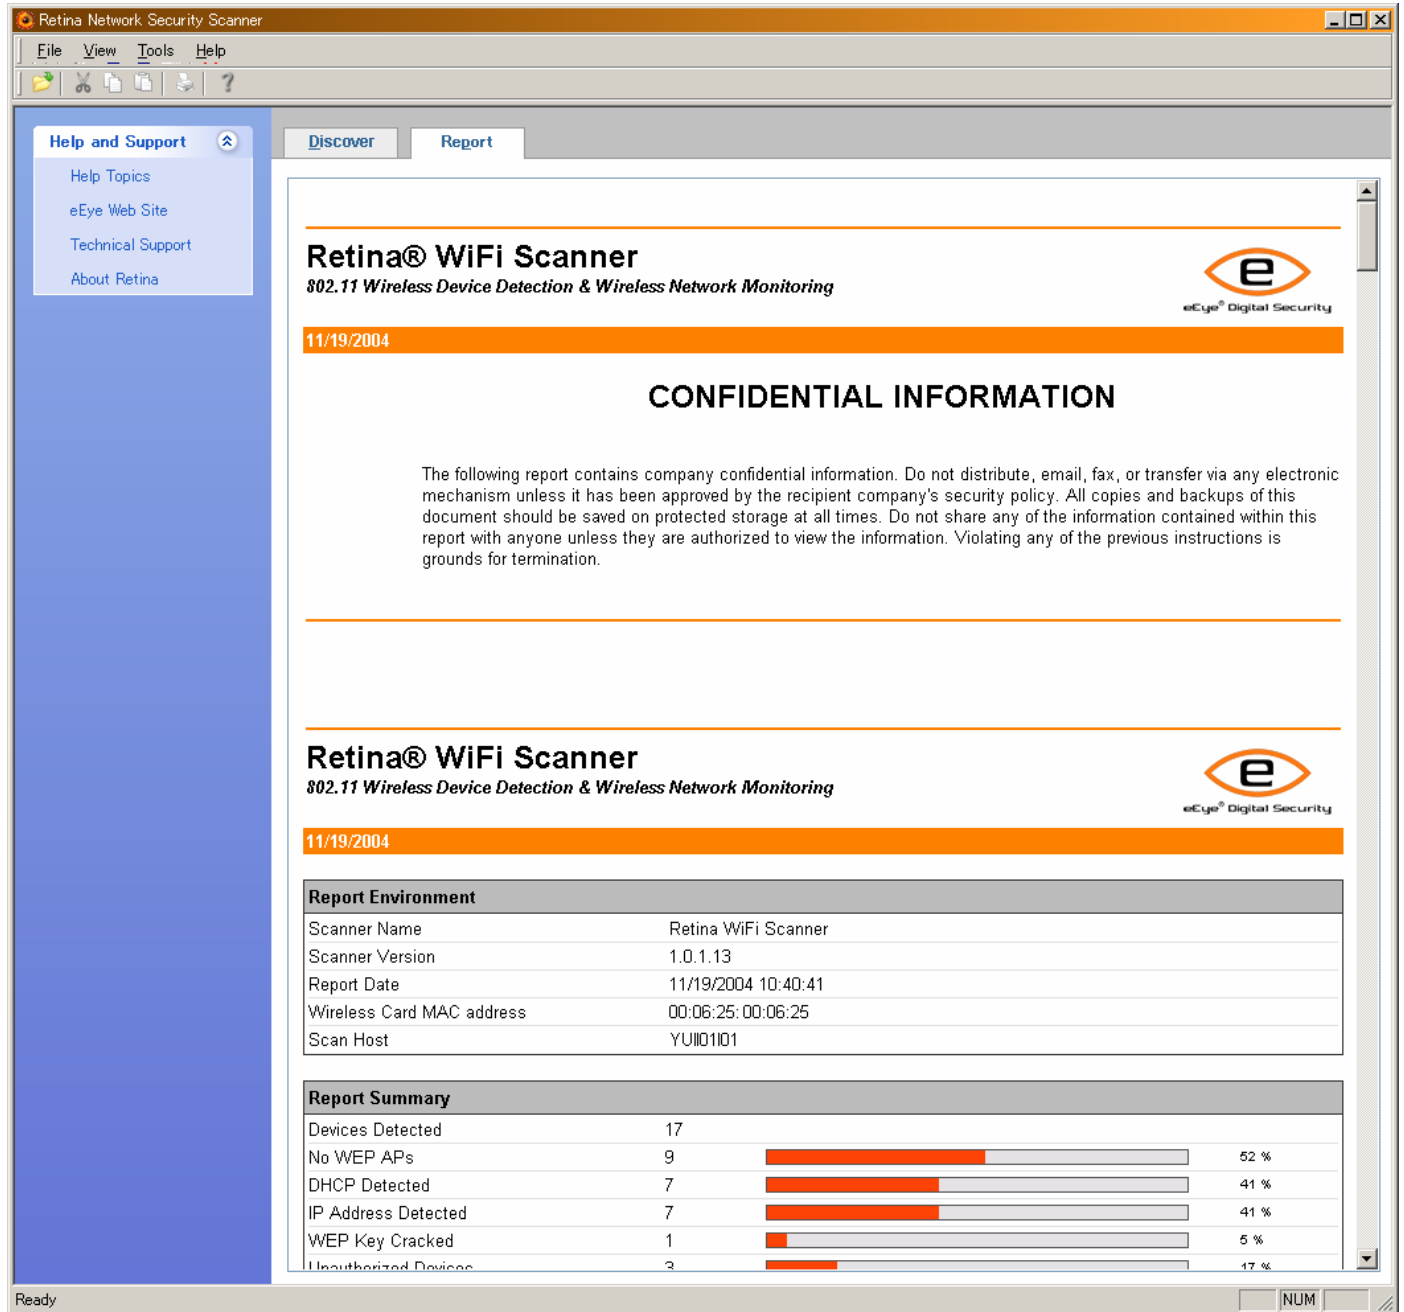 Retina Network Security Scanner
File View Tools Help
Help and Support
Help Topics
eEye Web Site
Technical Support
About Retina
Discover Report
Retina® WiFi Scanner
802.11 Wireless Device Detection & Wireless Network Monitoring
e
eEye® Digital Security
11/19/2004
CONFIDENTIAL INFORMATION
The following report contains company confidential information. Do not distribute, email, fax, or transfer via any electronic
mechanism unless it has been approved by the recipient company's security policy. All copies and backups of this
document should be saved on protected storage at all times. Do not share any of the information contained within this
report with anyone unless they are authorized to view the information. Violating any of the previous instructions is
grounds for termination.
Retina® WiFi Scanner
802.11 Wireless Device Detection & Wireless Network Monitoring
e
eEye® Digital Security
11/19/2004
Report Environment
Scanner Name Retina WiFi Scanner
Scanner Version 1.0.1.13
Report Date 11/19/2004 10:40:41
Wireless Card MAC address 00:06:25:00:06:25
Scan Host YUII01I01
Report Summary
Devices Detected 17
No WEP APs 9 52 %
DHCP Detected 7 41 %
IP Address Detected 7 41 %
WEP Key Cracked 1 5 %
Unauthorized Devices 3 17 %
Ready NUM